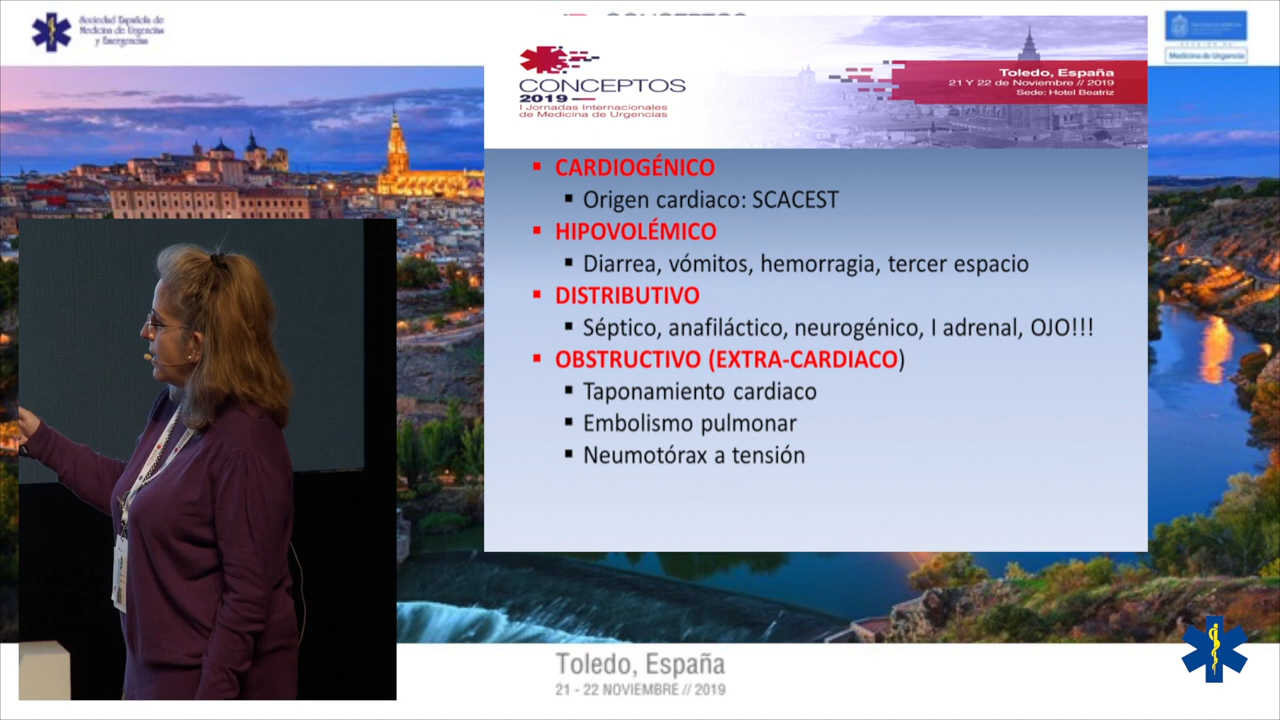 Sociedad Española de
Medicina de Urgencias
y Emergencias
CONCEPTOS
2019
I Jornadas Internacionales
de Medicina de Urgencias
Toledo, España
21 Y 22 de Noviembre // 2019
Sede: Hotel Beatriz
Medicina de Urgencia
▪ CARDIOGÉNICO
▪ Origen cardiaco: SCACEST
▪ HIPOVOLÉMICO
▪ Diarrea, vómitos, hemorragia, tercer espacio
▪ DISTRIBUTIVO
▪ Séptico, anafiláctico, neurogénico, I adrenal, OJO!!!
▪ OBSTRUCTIVO (EXTRA-CARDIACO)
▪ Taponamiento cardiaco
▪ Embolismo pulmonar
▪ Neumotórax a tensión
Toledo, España
21 - 22 NOVIEMBRE // 2019